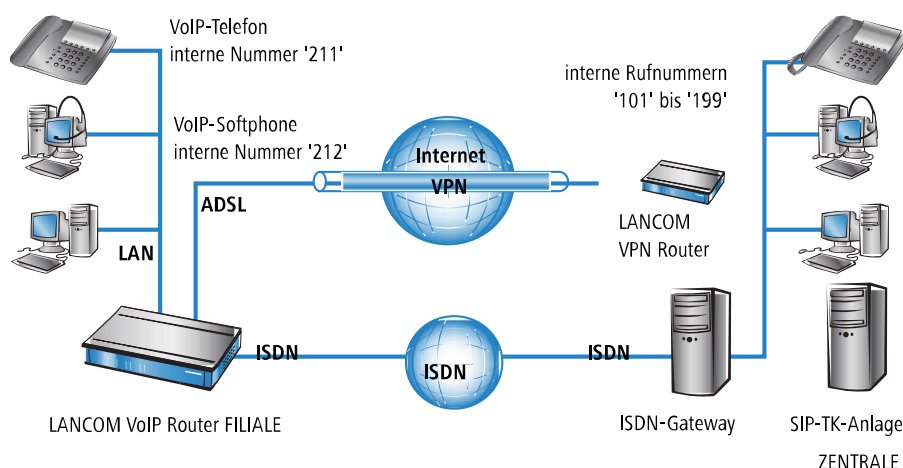 VoIP-Telefon
interne Nummer '211'
VoIP-Softphone
interne Nummer '212'
LAN
ADSL
Internet
VPN
interne Rufnummern
'101' bis '199'
LANCOM
VPN Router
ISDN
ISDN
ISDN
LANCOM VoIP Router FILIALE
ISDN-Gateway
SIP-TK-Anlage
ZENTRALE